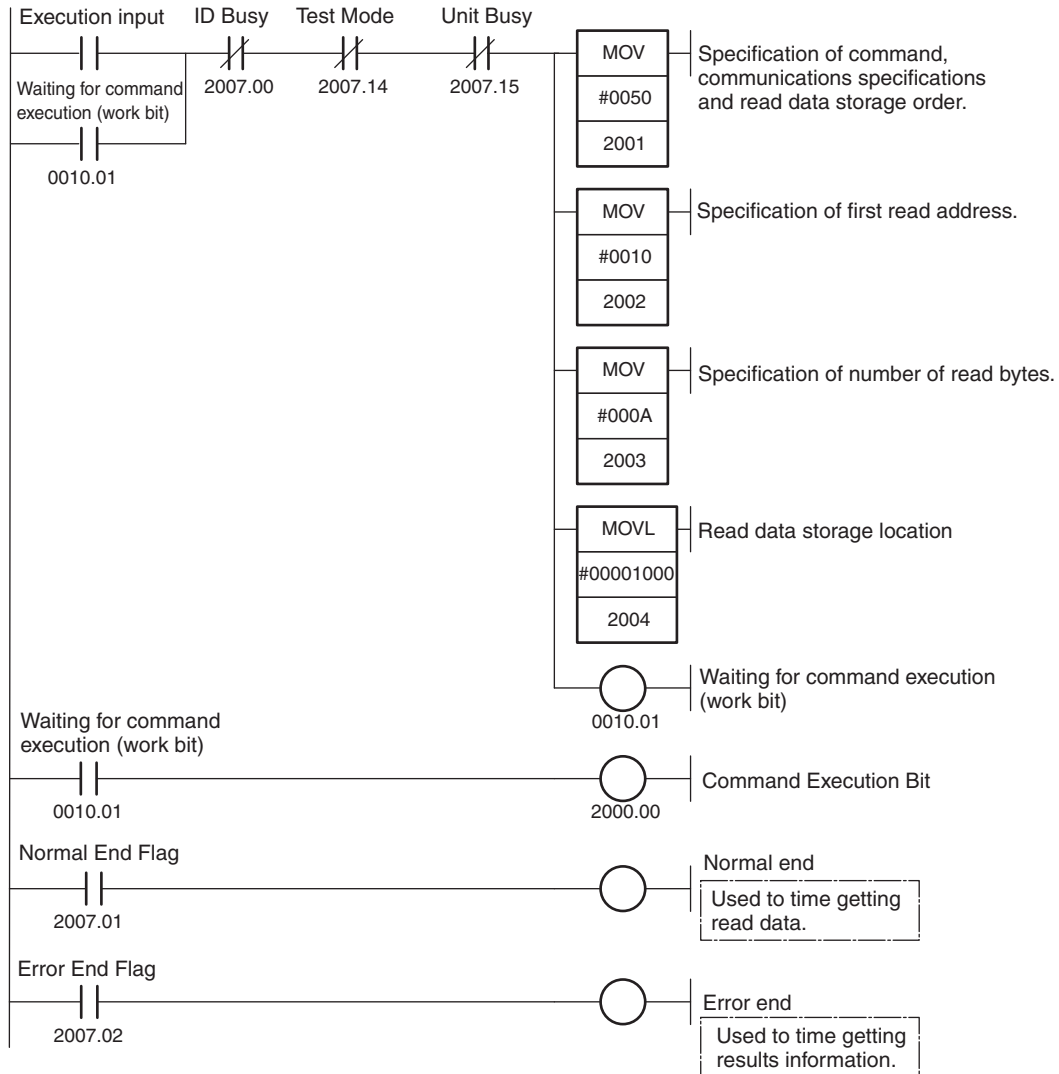 Execution input
ID Busy
Test Mode
Unit Busy
2007.00
2007.14
2007.15
Waiting for command
execution (work bit)
0010.01
MOV
#0050
2001
Specification of command,
communications specifications
and read data storage order.
MOV
#0010
2002
Specification of first read address.
MOV
#000A
2003
Specification of number of read bytes.
MOVL
#00001000
2004
Read data storage location
0010.01
Waiting for command execution
(work bit)
Waiting for command
execution (work bit)
0010.01
2000.00
Command Execution Bit
Normal End Flag
2007.01
Normal end
Used to time getting
read data.
Error End Flag
2007.02
Error end
Used to time getting
results information.